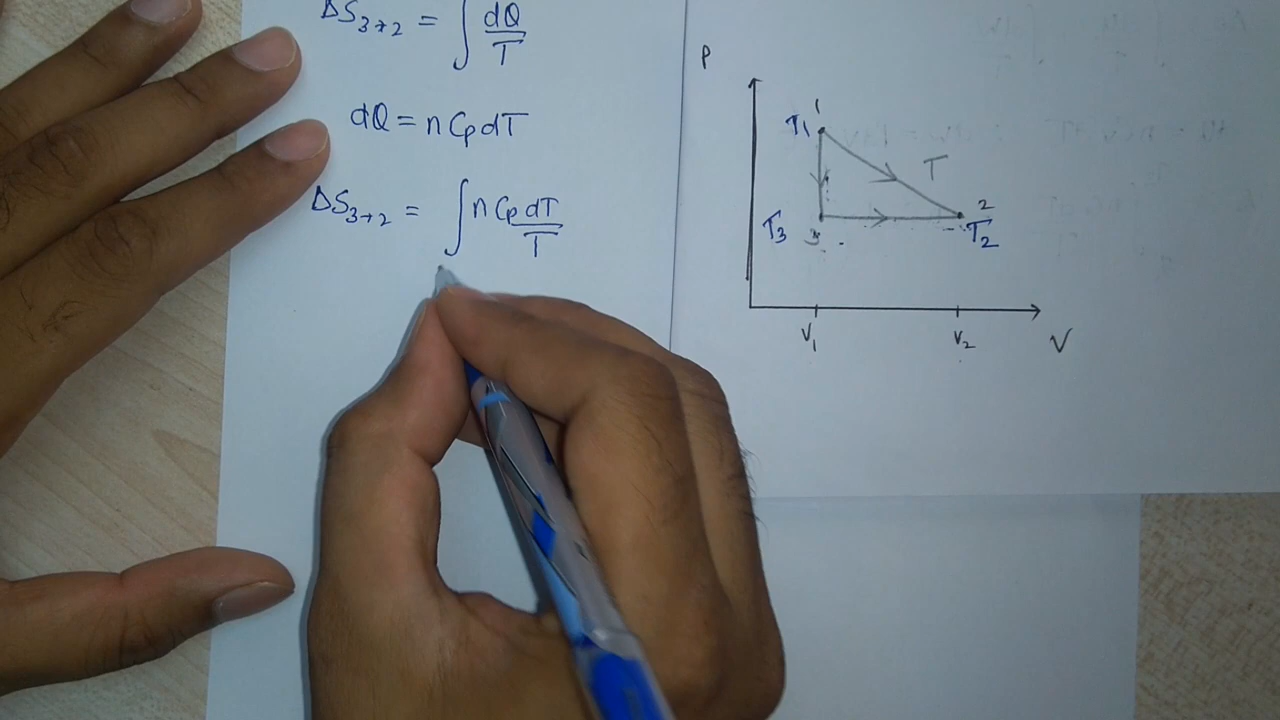 ΔS₃→₂ = ∫ dQ/T
dQ = n Cp dT
ΔS₃→₂ = ∫ n Cp dT/T
P
1
T₁
T
2
T₃
3
T₂
V₁
V₂
V